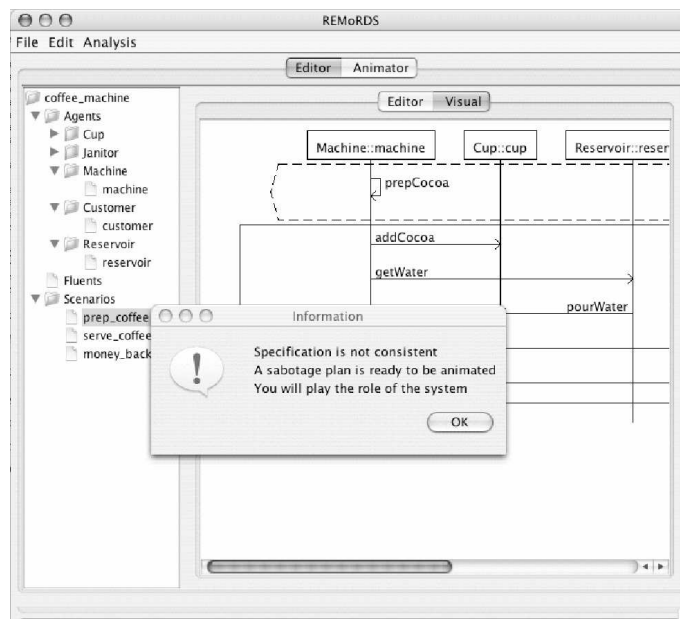 REMoRDS
File Edit Analysis
Editor Animator
coffee_machine
Agents
Cup
Janitor
Machine
machine
Customer
customer
Reservoir
reservoir
Fluents
Scenarios
prep_coffee
serve_coffee
money_back
Editor Visual
Machine::machine Cup::cup Reservoir::reser
prepCocoa
addCocoa
getWater
pourWater
Information
Specification is not consistent
A sabotage plan is ready to be animated
You will play the role of the system
OK